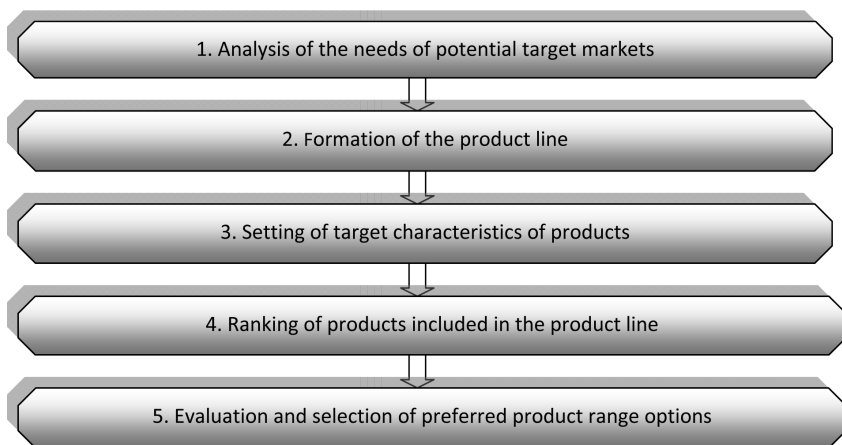 1. Analysis of the needs of potential target markets
2. Formation of the product line
3. Setting of target characteristics of products
4. Ranking of products included in the product line
5. Evaluation and selection of preferred product range options